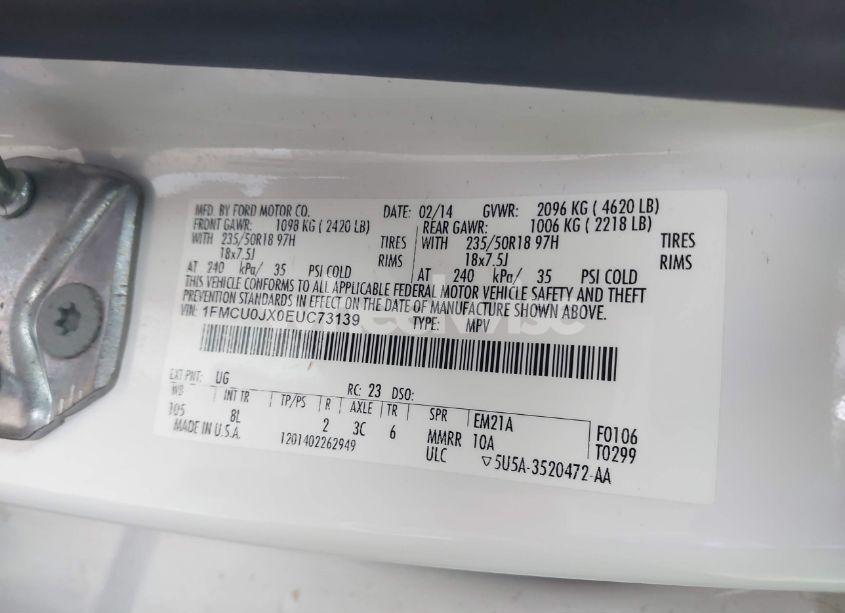 MFD. BY FORD MOTOR CO. DATE: 02/14 GVWR: 2096 KG ( 4620 LB)
FRONT GAWR: 1098 KG ( 2420 LB) REAR GAWR: 1006 KG ( 2218 LB)
WITH 235/50R18 97H TIRES WITH 235/50R18 97H TIRES
18x7.5J RIMS 18x7.5J RIMS
AT 240 kPa/ 35 PSI COLD AT 240 kPa/ 35 PSI COLD
THIS VEHICLE CONFORMS TO ALL APPLICABLE FEDERAL MOTOR VEHICLE SAFETY AND THEFT
PREVENTION STANDARDS IN EFFECT ON THE DATE OF MANUFACTURE SHOWN ABOVE.
VIN: 1FMCU0JX0EUC73139 TYPE: MPV
EXT PNT: UG RC: 23 DSO:
WB INT TR TP/PS R AXLE TR SPR EM21A F0106
105 8L 2 3C 6 MMRR 10A T0299
MADE IN U.S.A. 1201402262949 ULC ▽5U5A-3520472-AA